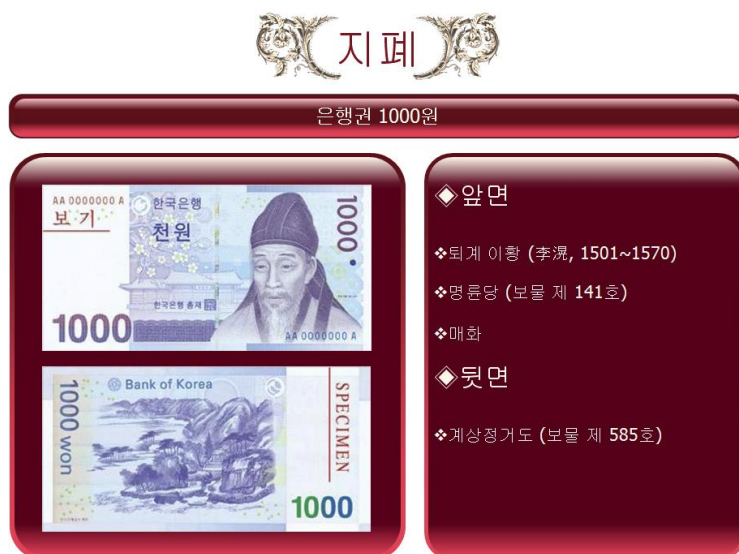 지폐
은행권 1000원
AA 0000000 A
보기
한국은행
천원
1000
한국은행 총재
1000
AA 0000000 A
Bank of Korea
1000 won
SPECIMEN
1000
◈앞면
❖퇴계 이황 (李滉, 1501~1570)
❖명륜당 (보물 제 141호)
❖매화
◈뒷면
❖계상정거도 (보물 제 585호)